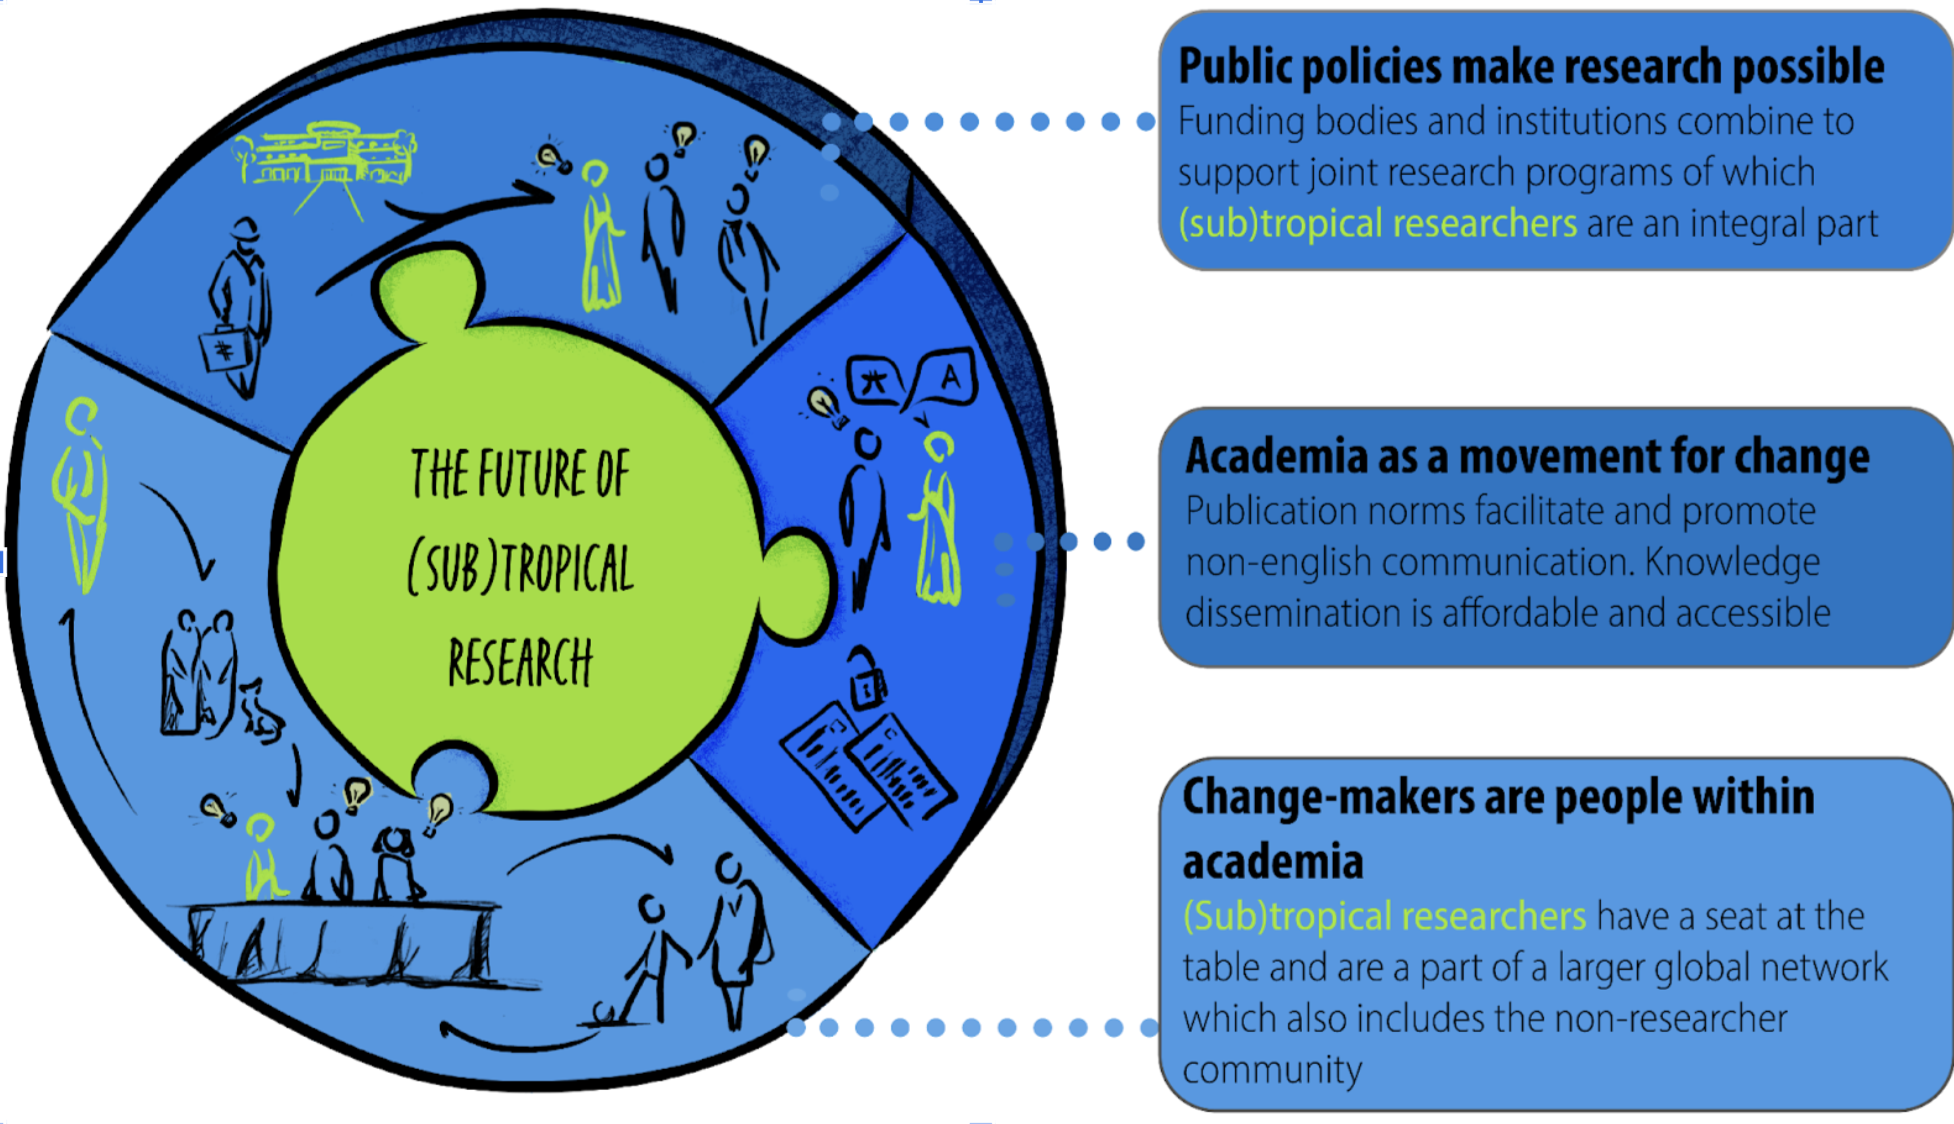 THE FUTURE OF
(SUB)TROPICAL
RESEARCH
A
Public policies make research possible
Funding bodies and institutions combine to
support joint research programs of which
(sub)tropical researchers are an integral part
Academia as a movement for change
Publication norms facilitate and promote
non-english communication. Knowledge
dissemination is affordable and accessible
Change-makers are people within
academia
(Sub)tropical researchers have a seat at the
table and are a part of a larger global network
which also includes the non-researcher
community